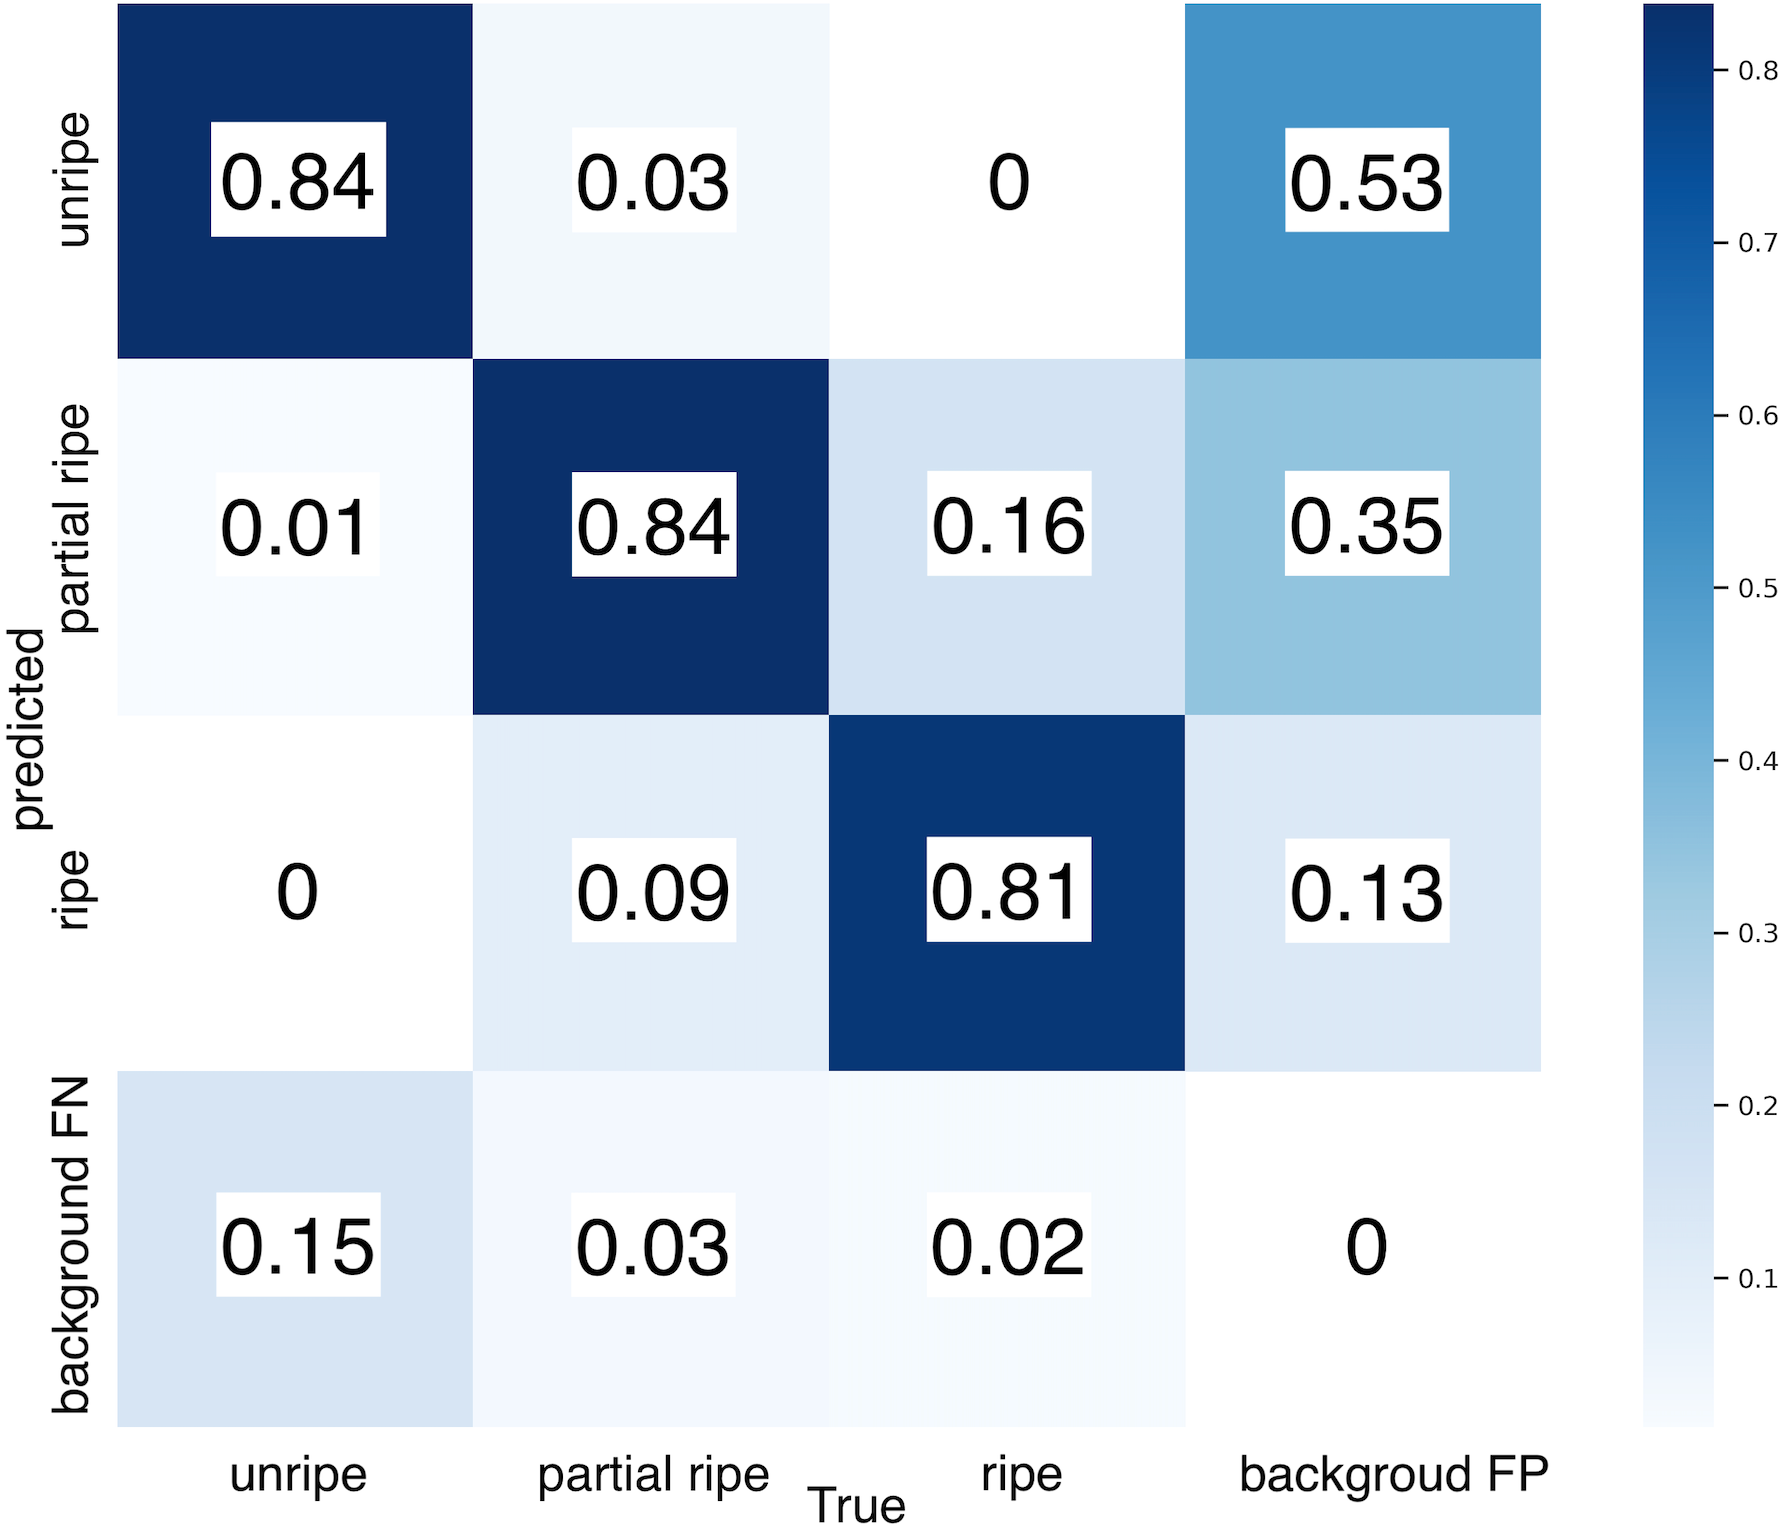 unripe
0.84
0.03
0
0.53
partial ripe
0.01
0.84
0.16
0.35
predicted
ripe
0
0.09
0.81
0.13
background FN
0.15
0.03
0.02
0
unripe
partial ripe
ripe
backgroud FP
True
0.8
0.7
0.6
0.5
0.4
0.3
0.2
0.1